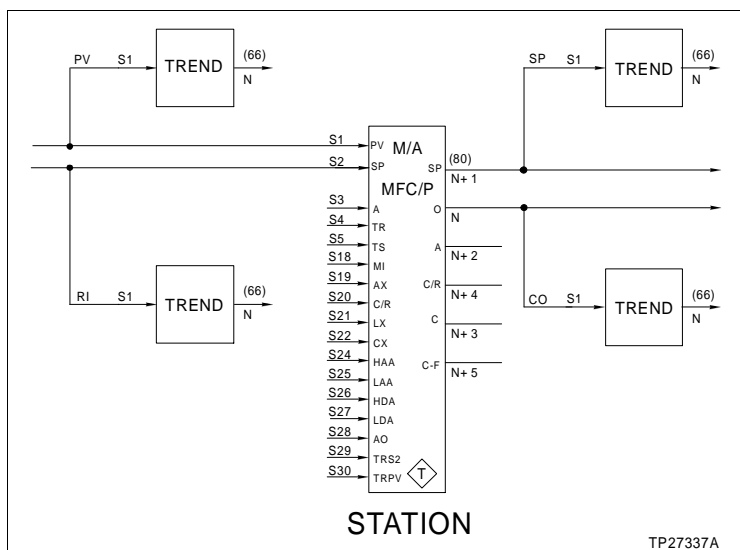 PV S1 TREND (66)
N
SP S1 TREND (66)
N
S1 PV M/A
S2 SP SP (80)
N+ 1
MFC/P
S3 A O N
S4 TR
S5 TS A N+ 2
S18 MI
S19 AX C/R N+ 4
S20 C/R
S21 LX C N+ 3
S22 CX
S24 HAA C-F N+ 5
S25 LAA
S26 HDA
S27 LDA
S28 AO
S29 TRS2
S30 TRPV
T
RI S1 TREND (66)
N
CO S1 TREND (66)
N
STATION
TP27337A